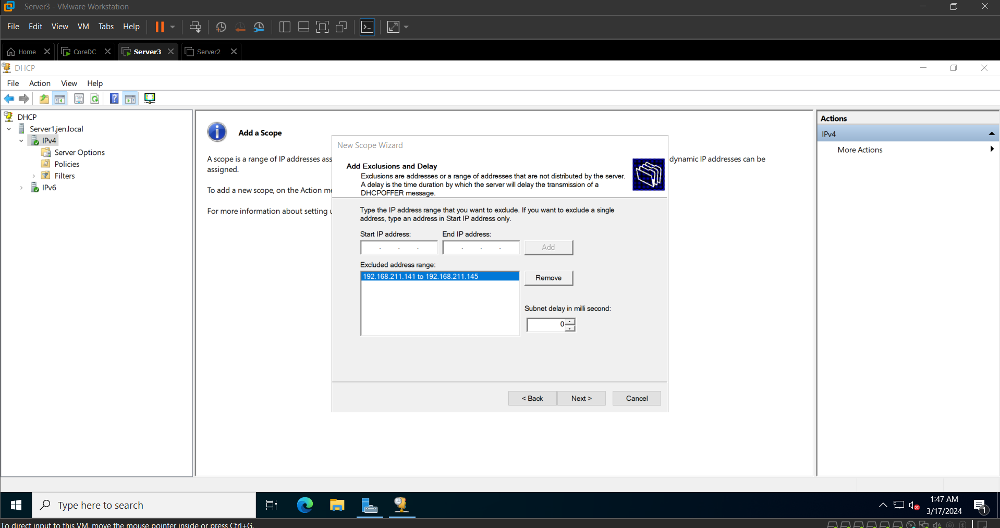 Server3 - VMware Workstation
File Edit View VM Tabs Help
Home CoreDC Server3 Server2
DHCP
File Action View Help
DHCP
Server1.jen.local
IPv4
Server Options
Policies
Filters
IPv6
Add a Scope
A scope is a range of IP addresses ass
dynamic IP addresses can be
assigned.
To add a new scope, on the Action me
For more information about setting u
New Scope Wizard
Add Exclusions and Delay
Exclusions are addresses or a range of addresses that are not distributed by the server.
A delay is the time duration by which the server will delay the transmission of a
DHCPOFFER message.
Type the IP address range that you want to exclude. If you want to exclude a single
address, type an address in Start IP address only.
Start IP address: End IP address:
. . . . . . Add
Excluded address range:
192.168.211.141 to 192.168.211.145
Remove
Subnet delay in milli second:
0
< Back Next > Cancel
Actions
IPv4
More Actions
Type here to search
1:47 AM
3/17/2024
1
To direct input to this VM, move the mouse pointer inside or press Ctrl+G.